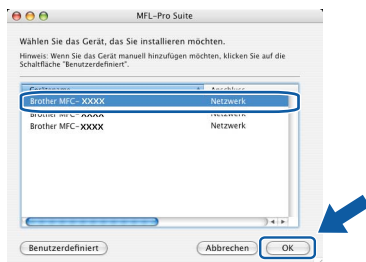 MFL-Pro Suite
Wählen Sie das Gerät, das Sie installieren möchten.
Hinweis: Wenn Sie das Gerät manuell hinzufügen möchten, klicken Sie auf die
Schaltfläche "Benutzerdefiniert".
Gerätename Anschluss
Brother MFC-XXXX Netzwerk
Brother MFC-XXXX Netzwerk
Brother MFC-XXXX Netzwerk
Benutzerdefiniert Abbrechen OK